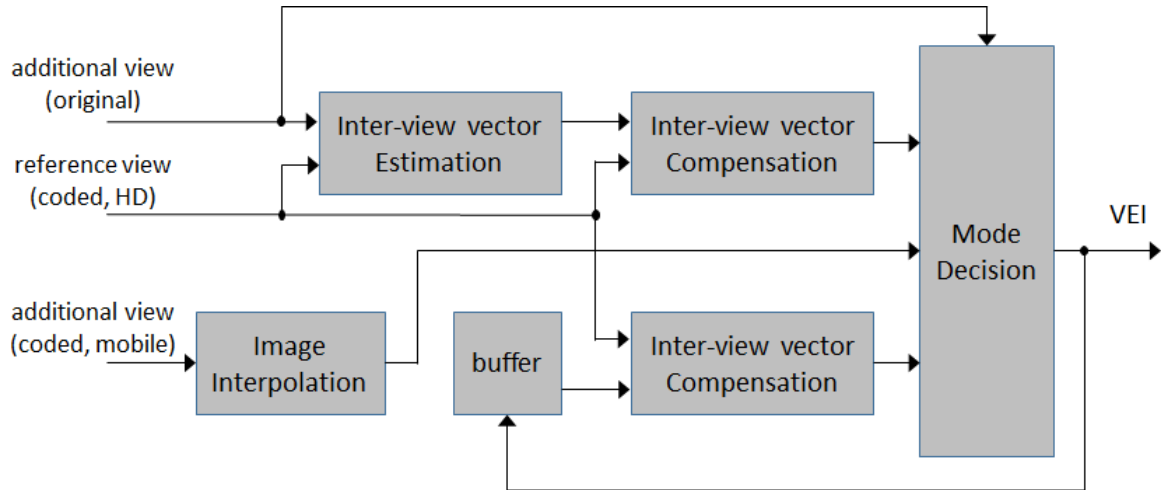 additional view
(original)
reference view
(coded, HD)
additional view
(coded, mobile)
Inter-view vector
Estimation
Inter-view vector
Compensation
Image
Interpolation
buffer
Inter-view vector
Compensation
Mode
Decision
VEI